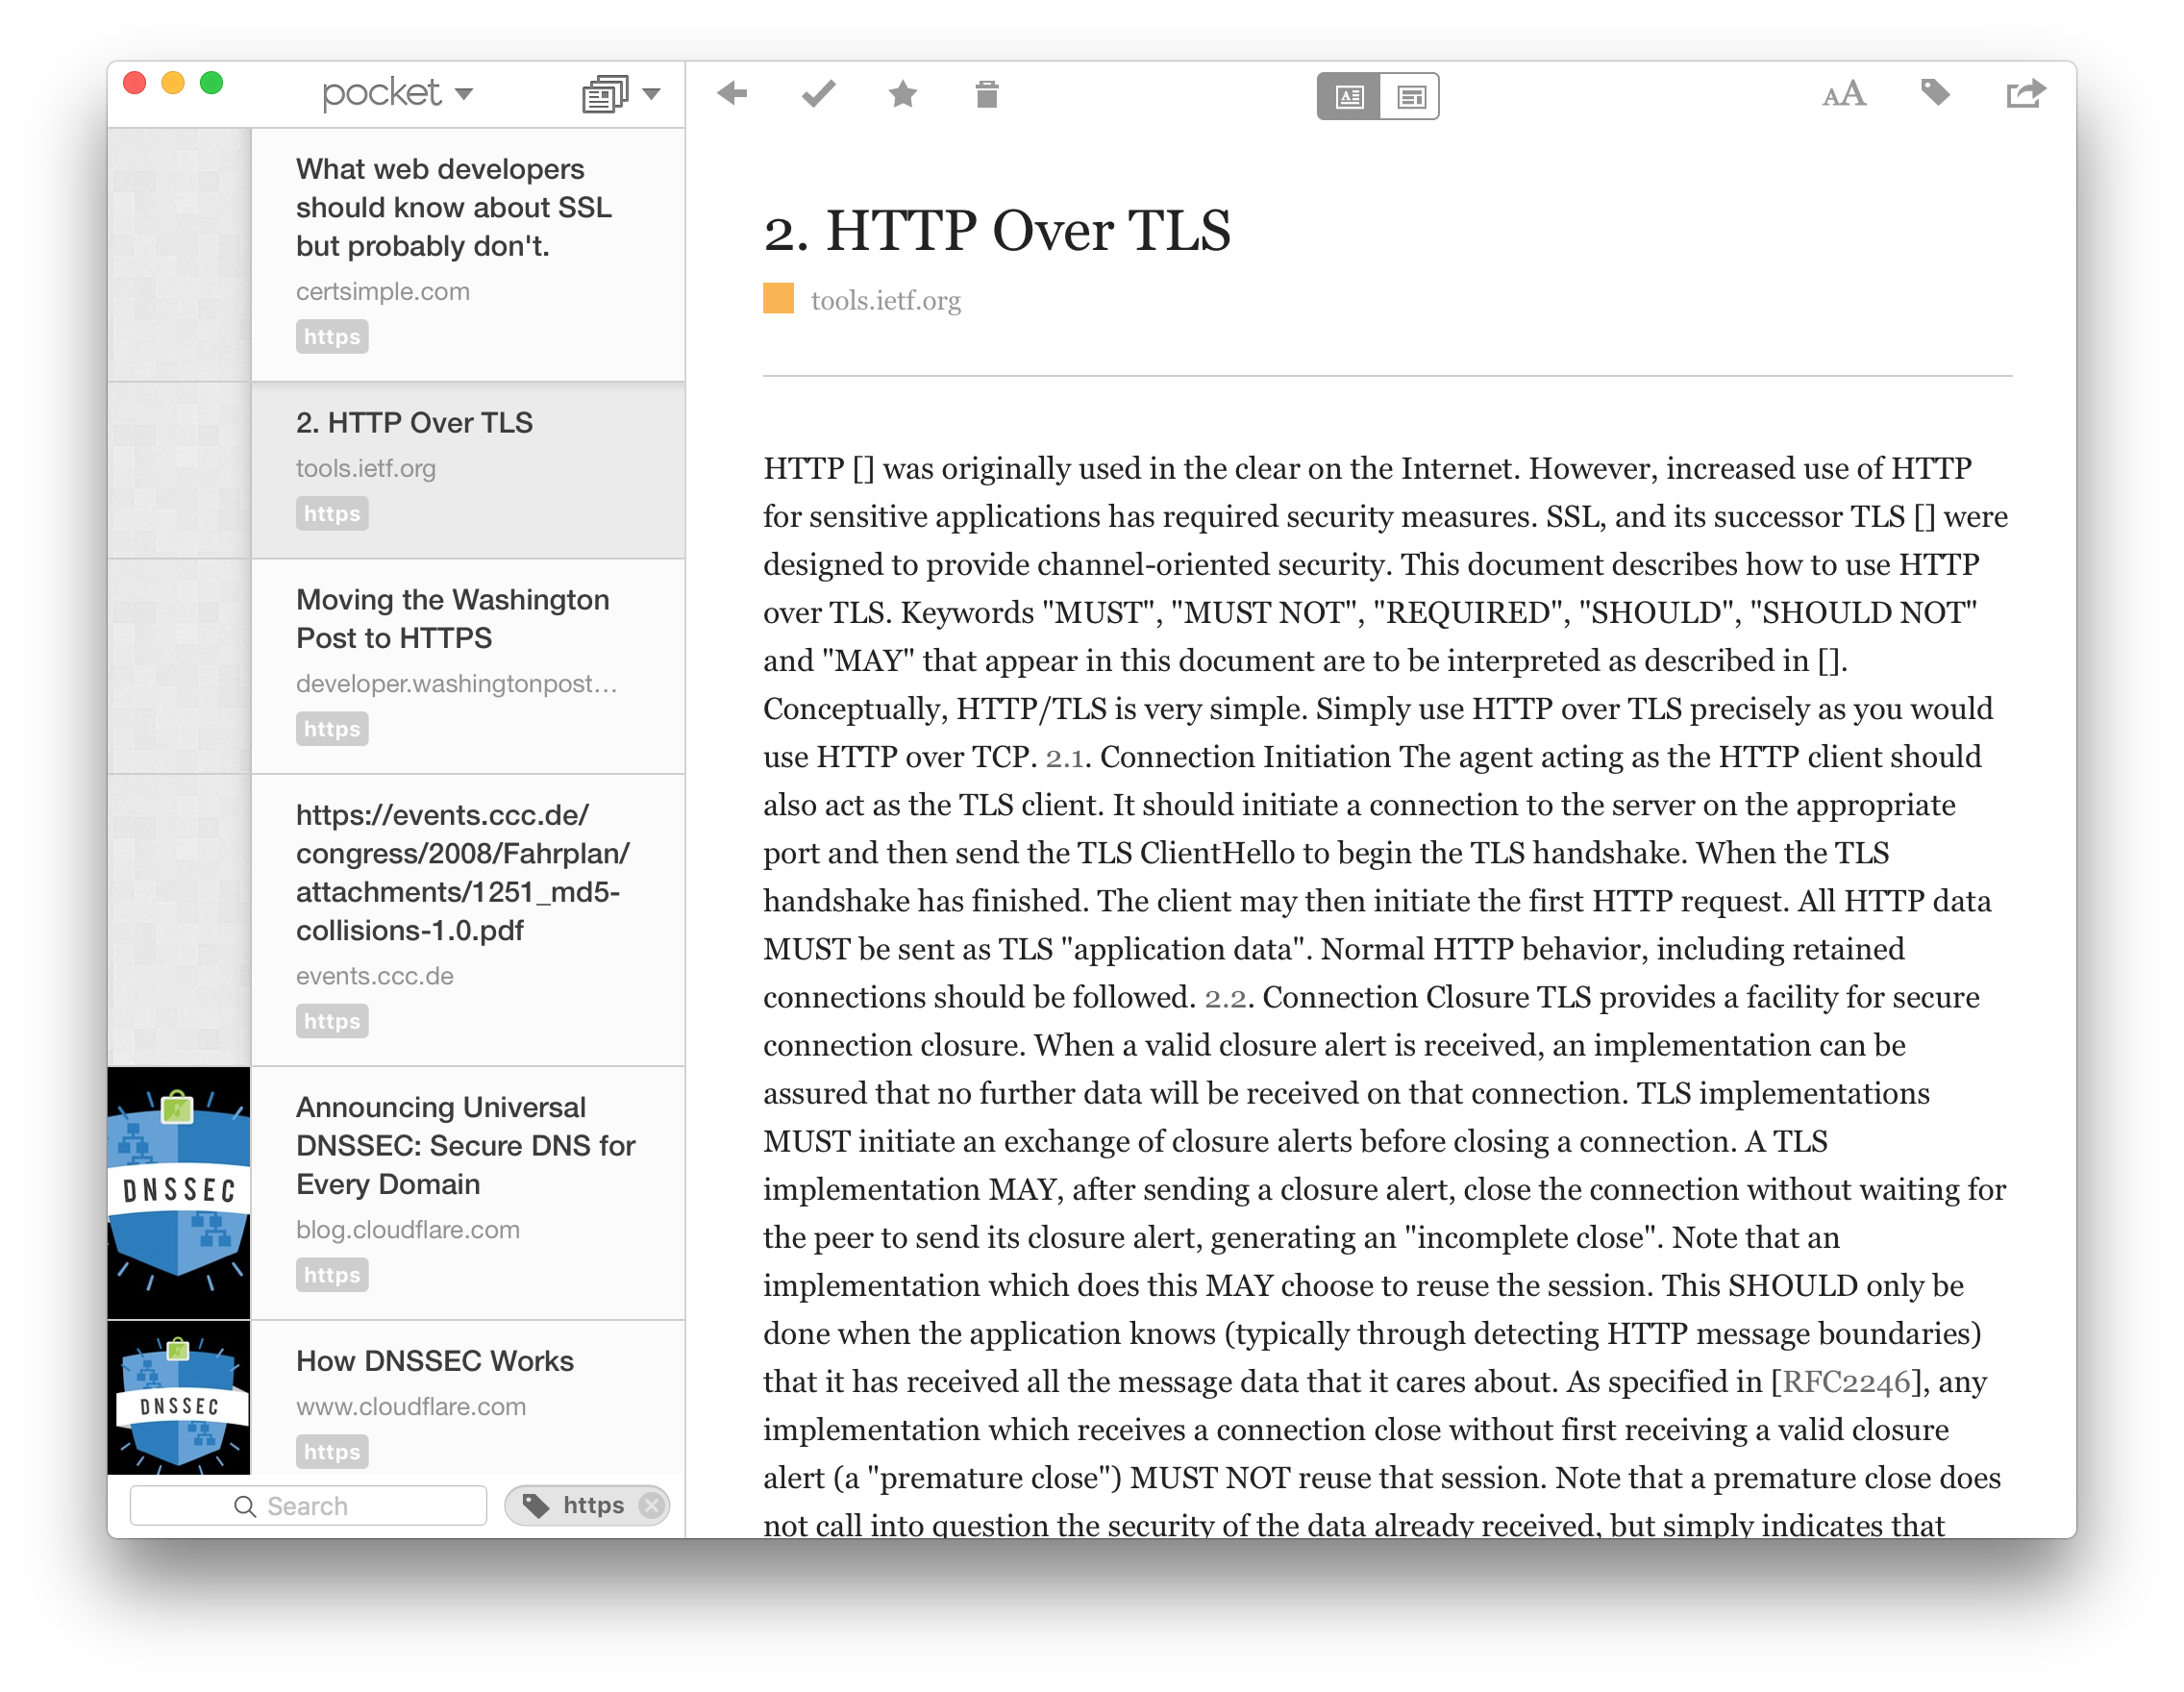 pocket
What web developers
should know about SSL
but probably don't.
certsimple.com
https
2. HTTP Over TLS
tools.ietf.org
https
Moving the Washington
Post to HTTPS
developer.washingtonpost…
https
https://events.ccc.de/
congress/2008/Fahrplan/
attachments/1251_md5-
collisions-1.0.pdf
events.ccc.de
https
DNSSEC
Announcing Universal
DNSSEC: Secure DNS for
Every Domain
blog.cloudflare.com
https
DNSSEC
How DNSSEC Works
www.cloudflare.com
https
Search
https
AA
2. HTTP Over TLS
tools.ietf.org
HTTP [] was originally used in the clear on the Internet. However, increased use of HTTP
for sensitive applications has required security measures. SSL, and its successor TLS [] were
designed to provide channel-oriented security. This document describes how to use HTTP
over TLS. Keywords "MUST", "MUST NOT", "REQUIRED", "SHOULD", "SHOULD NOT"
and "MAY" that appear in this document are to be interpreted as described in [].
Conceptually, HTTP/TLS is very simple. Simply use HTTP over TLS precisely as you would
use HTTP over TCP. 2.1. Connection Initiation The agent acting as the HTTP client should
also act as the TLS client. It should initiate a connection to the server on the appropriate
port and then send the TLS ClientHello to begin the TLS handshake. When the TLS
handshake has finished. The client may then initiate the first HTTP request. All HTTP data
MUST be sent as TLS "application data". Normal HTTP behavior, including retained
connections should be followed. 2.2. Connection Closure TLS provides a facility for secure
connection closure. When a valid closure alert is received, an implementation can be
assured that no further data will be received on that connection. TLS implementations
MUST initiate an exchange of closure alerts before closing a connection. A TLS
implementation MAY, after sending a closure alert, close the connection without waiting for
the peer to send its closure alert, generating an "incomplete close". Note that an
implementation which does this MAY choose to reuse the session. This SHOULD only be
done when the application knows (typically through detecting HTTP message boundaries)
that it has received all the message data that it cares about. As specified in [RFC2246], any
implementation which receives a connection close without first receiving a valid closure
alert (a "premature close") MUST NOT reuse that session. Note that a premature close does
not call into question the security of the data already received, but simply indicates that